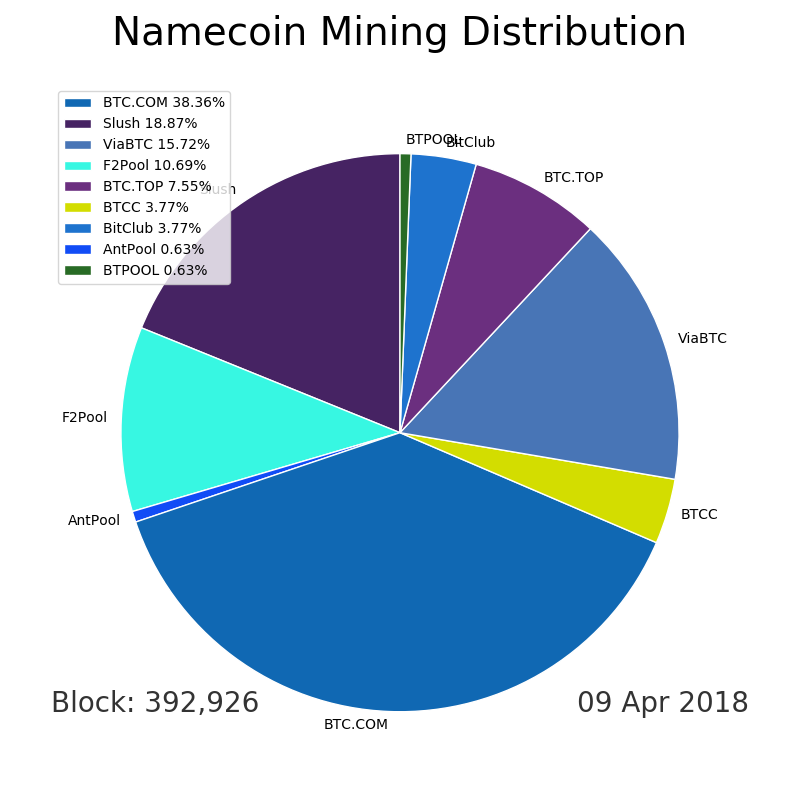 Namecoin Mining Distribution
BTC.COM 38.36%
Slush 18.87%
ViaBTC 15.72%
F2Pool 10.69%
BTC.TOP 7.55%
BTCC 3.77%
BitClub 3.77%
AntPool 0.63%
BTPOOL 0.63%
BTPOOL
BitClub
BTC.TOP
Slush
ViaBTC
F2Pool
BTCC
AntPool
Block: 392,926
09 Apr 2018
BTC.COM